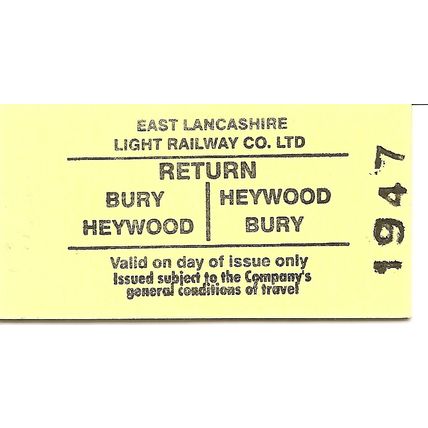 EAST LANCASHIRE
LIGHT RAILWAY CO. LTD
RETURN
BURY HEYWOOD
HEYWOOD BURY
Valid on day of issue only
Issued subject to the Company's
general conditions of travel
1947